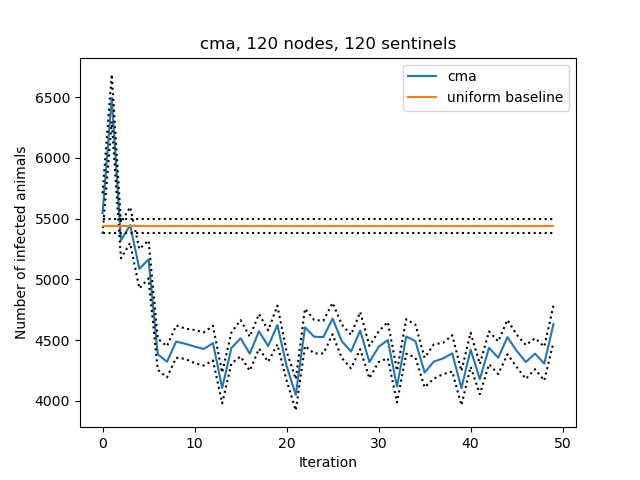 cma, 120 nodes, 120 sentinels
cma
uniform baseline
Number of infected animals
6500
6000
5500
5000
4500
4000
0
10
20
30
40
50
Iteration